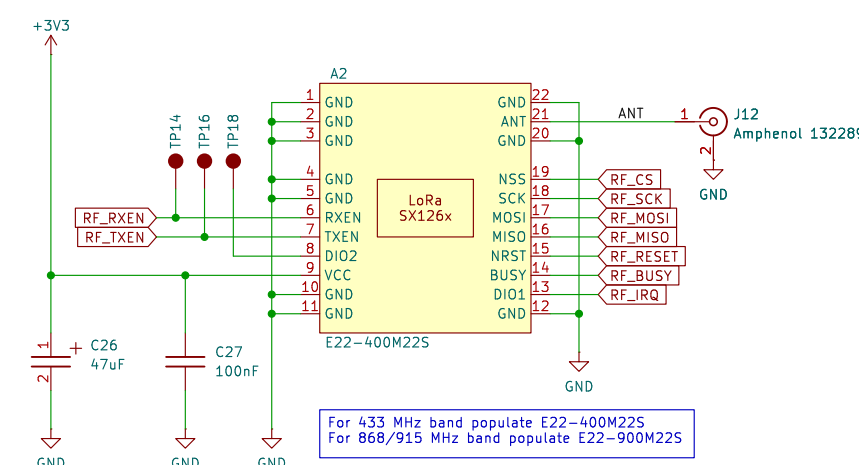 +3V3
A2
1 GND
2 GND
3 GND
4 GND
5 GND
6 RXEN
7 TXEN
8 DIO2
9 VCC
10 GND
11 GND
GND 22
ANT 21
GND 20
NSS 19
SCK 18
MOSI 17
MISO 16
NRST 15
BUSY 14
DIO1 13
GND 12
LoRa
SX126x
E22-400M22S
TP14
TP16
TP18
RF_RXEN
RF_TXEN
ANT
1
2
J12
Amphenol 132289
GND
RF_CS
RF_SCK
RF_MOSI
RF_MISO
RF_RESET
RF_BUSY
RF_IRQ
GND
1
+
2
C26
47uF
C27
100nF
GND
GND
GND
For 433 MHz band populate E22-400M22S
For 868/915 MHz band populate E22-900M22S